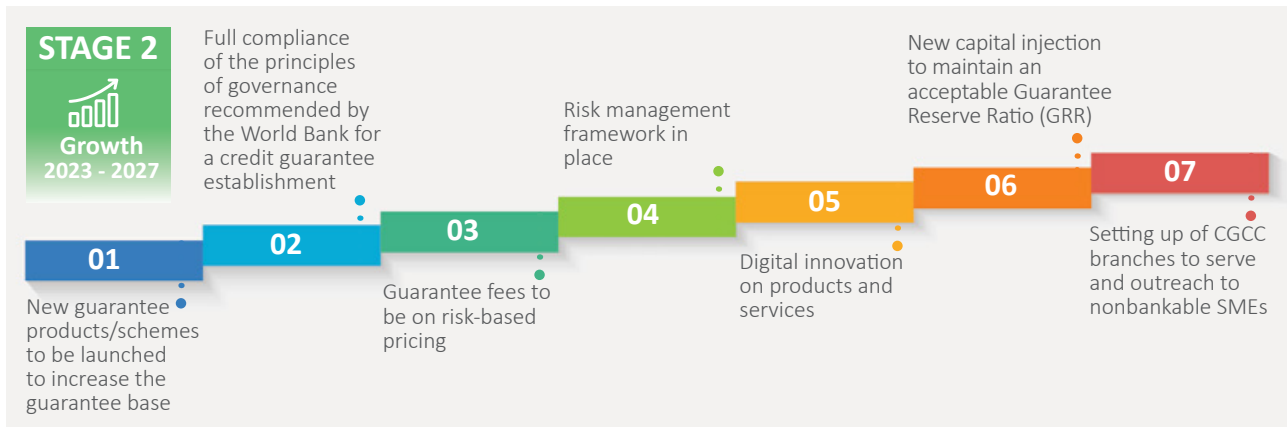 STAGE 2
Growth
2023 - 2027
01
New guarantee
products/schemes
to be launched
to increase the
guarantee base
Full compliance
of the principles
of governance
recommended by
the World Bank for
a credit guarantee
establishment
02
03
Guarantee fees to
be on risk-based
pricing
Risk management
framework in
place
04
05
Digital innovation
on products and
services
New capital injection
to maintain an
acceptable Guarantee
Reserve Ratio (GRR)
06
07
Setting up of CGCC
branches to serve
and outreach to
nonbankable SMEs